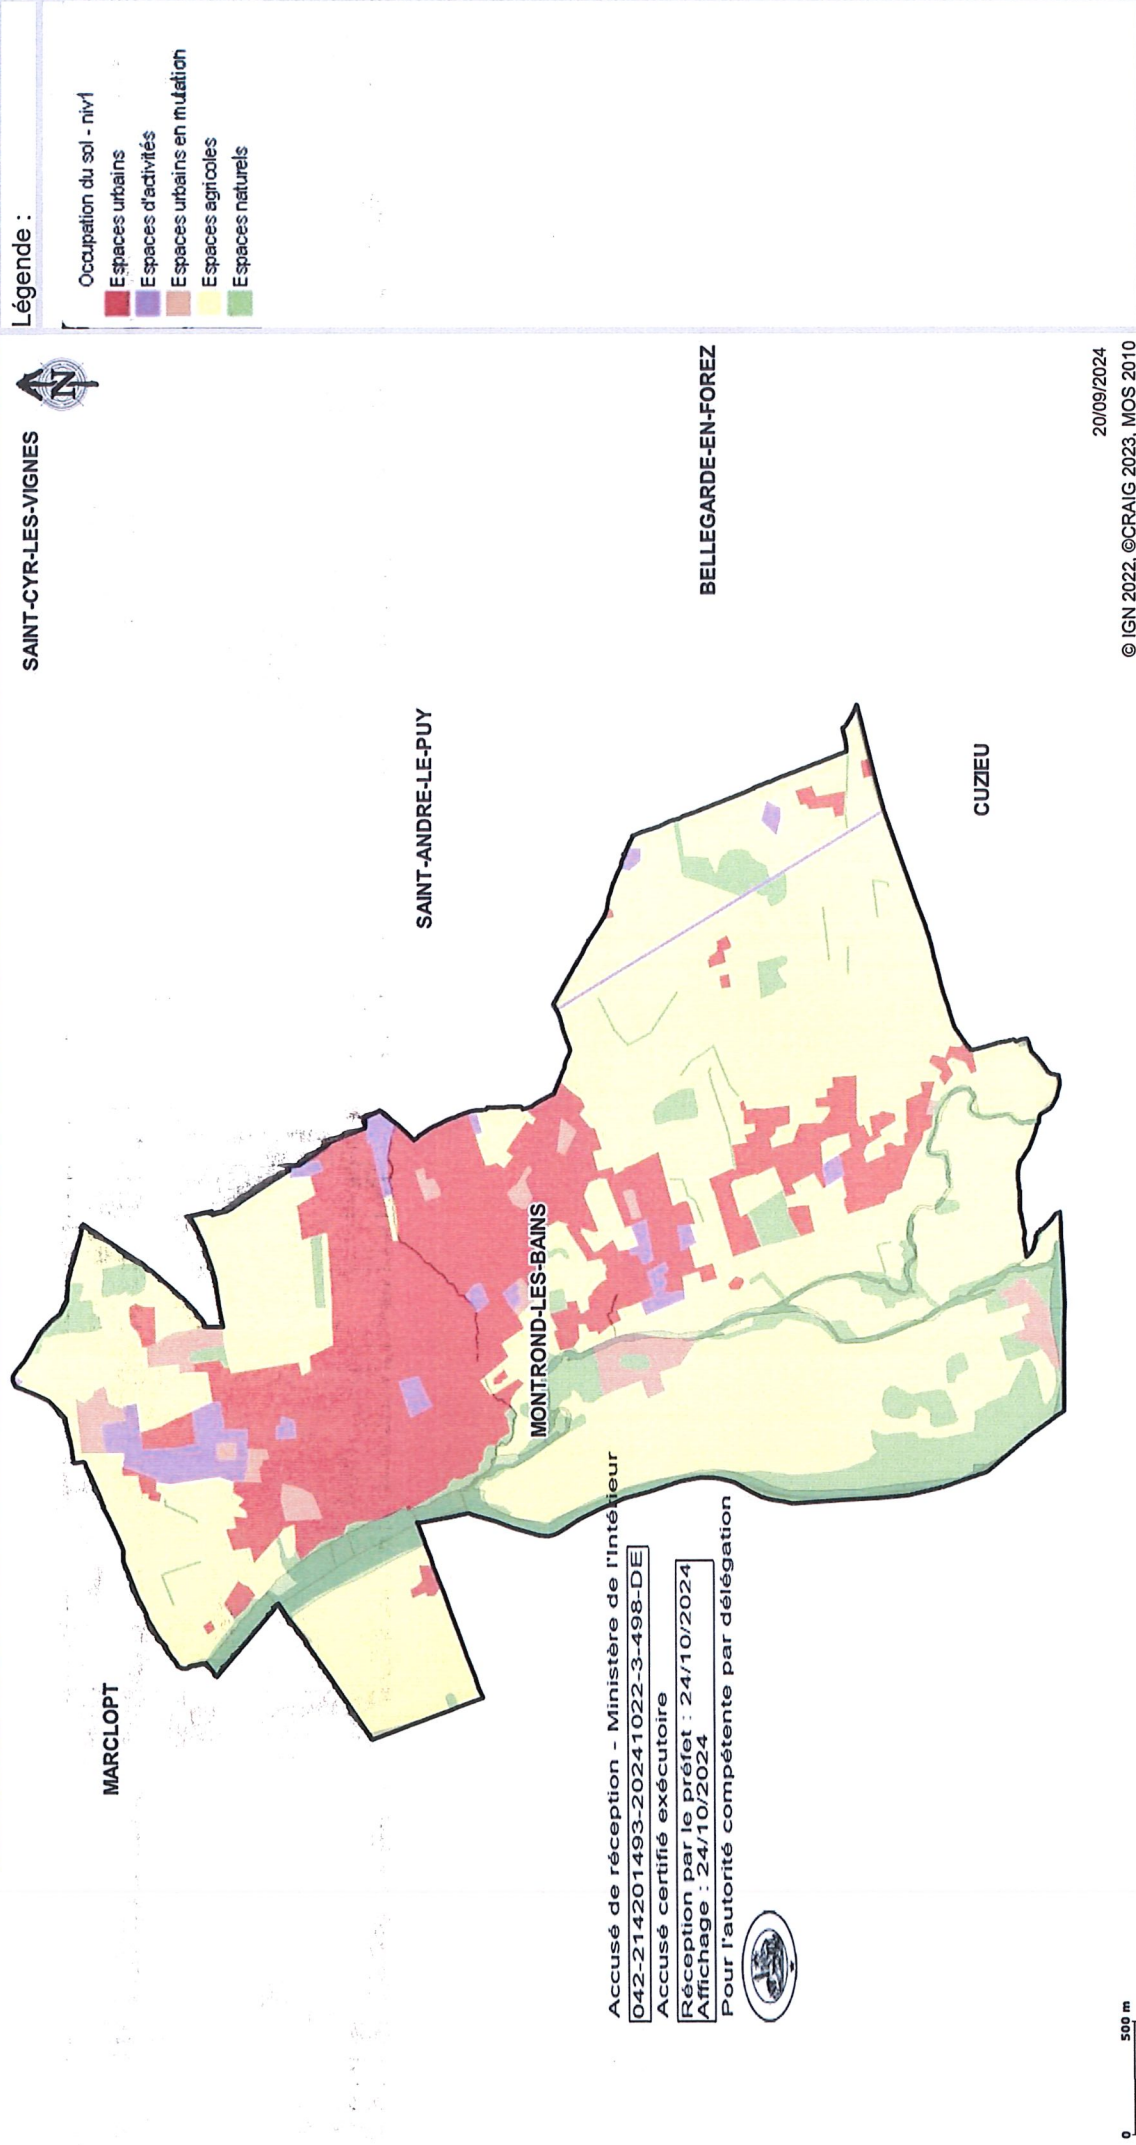 Légende :
Occupation du sol - niv1
Espaces urbains
Espaces d'activités
Espaces urbains en mutation
Espaces agricoles
Espaces naturels
SAINT-CYR-LES-VIGNES
N
MARCLOPT
SAINT-ANDRE-LE-PUY
MONTROND-LES-BAINS
BELLEGARDE-EN-FOREZ
CUZIEU
Accusé de réception - Ministère de l'Intérieur
042-214201493-20241022-3-498-DE
Accusé certifié exécutoire
Réception par le préfet : 24/10/2024
Affichage : 24/10/2024
Pour l'autorité compétente par délégation
0 500 m
20/09/2024
© IGN 2022, ©CRAIG 2023, MOS 2010